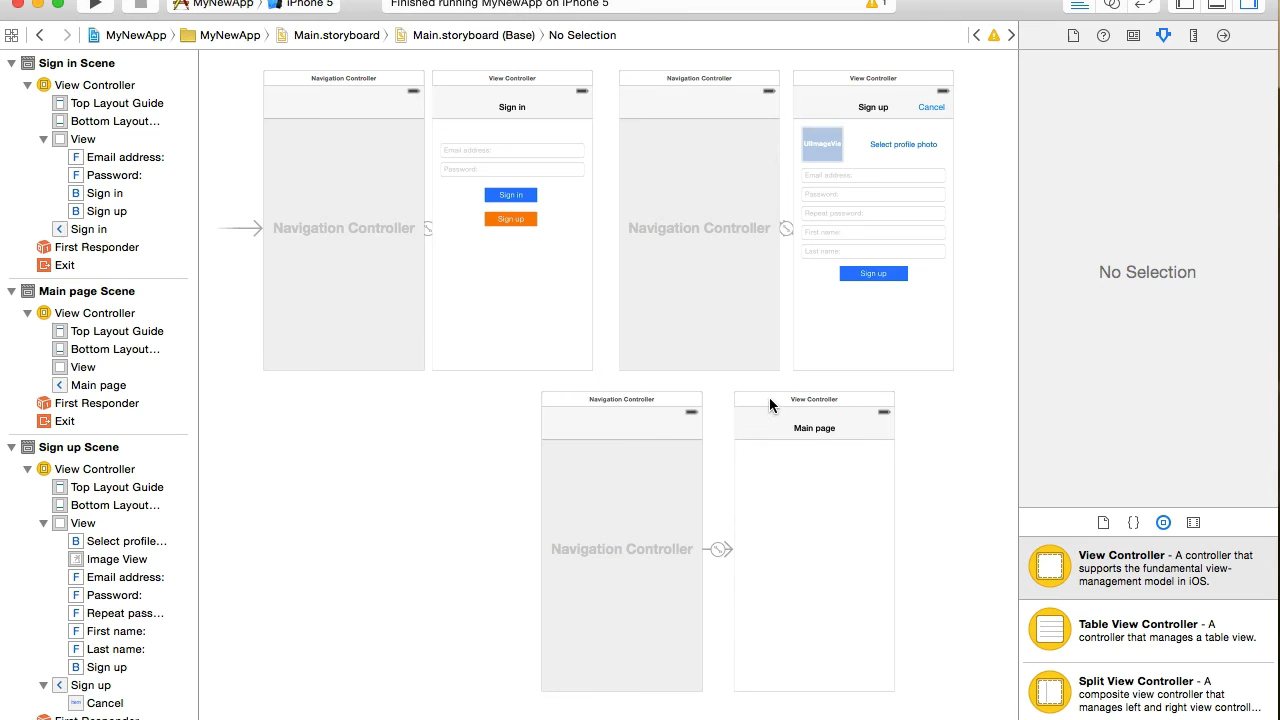 MyNewApp
iPhone 5
Finished running MyNewApp on iPhone 5
1
MyNewApp
MyNewApp
Main.storyboard
Main.storyboard (Base)
No Selection
Sign in Scene
View Controller
Top Layout Guide
Bottom Layout…
View
Email address:
Password:
Sign in
Sign up
Sign in
First Responder
Exit
Main page Scene
View Controller
Top Layout Guide
Bottom Layout…
View
Main page
First Responder
Exit
Sign up Scene
View Controller
Top Layout Guide
Bottom Layout…
View
Select profile…
Image View
Email address:
Password:
Repeat pass…
First name:
Last name:
Sign up
Sign up
Cancel
First Responder
Navigation Controller
Navigation Controller
View Controller
Sign in
Email address:
Password:
Sign in
Sign up
Navigation Controller
Navigation Controller
View Controller
Sign up
Cancel
UIImageVie
Select profile photo
Email address:
Password:
Repeat password:
First name:
Last name:
Sign up
Navigation Controller
Navigation Controller
View Controller
Main page
No Selection
View Controller - A controller that
supports the fundamental view-
management model in iOS.
Table View Controller - A
controller that manages a table view.
Split View Controller - A
composite view controller that
manages left and right view controll…